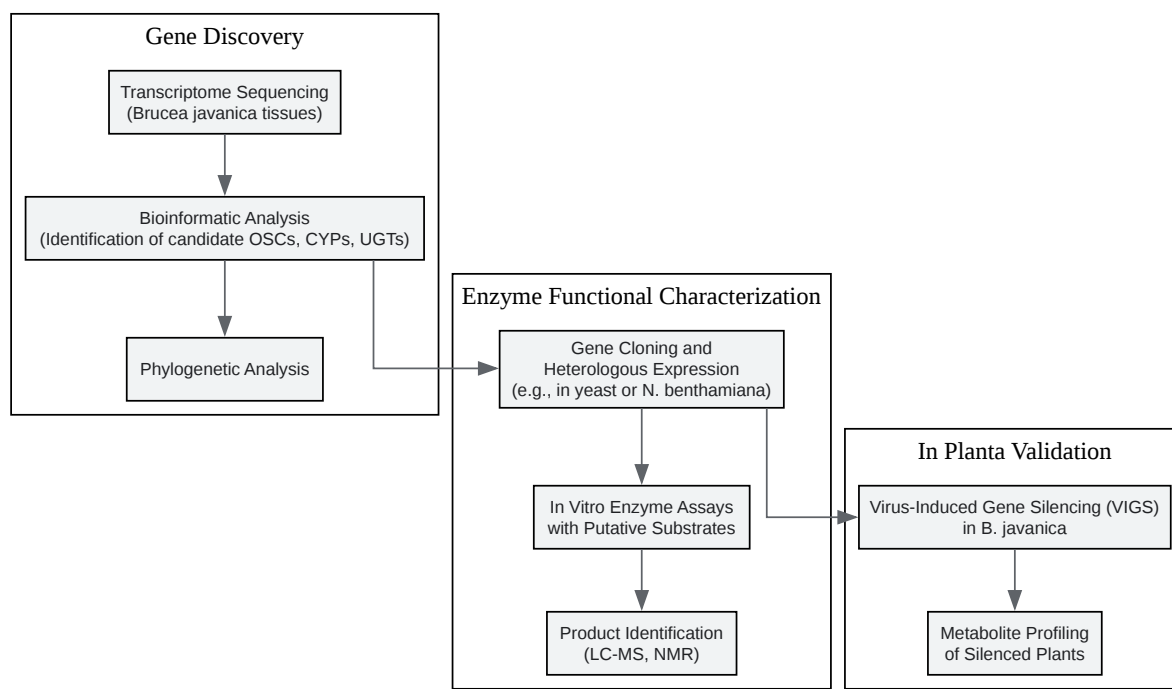 Gene Discovery
Transcriptome Sequencing
(Brucea javanica tissues)
Bioinformatic Analysis
(Identification of candidate OSCs, CYPs, UGTs)
Phylogenetic Analysis
Enzyme Functional Characterization
Gene Cloning and
Heterologous Expression
(e.g., in yeast or N. benthamiana)
In Vitro Enzyme Assays
with Putative Substrates
Product Identification
(LC-MS, NMR)
In Planta Validation
Virus-Induced Gene Silencing (VIGS)
in B. javanica
Metabolite Profiling
of Silenced Plants